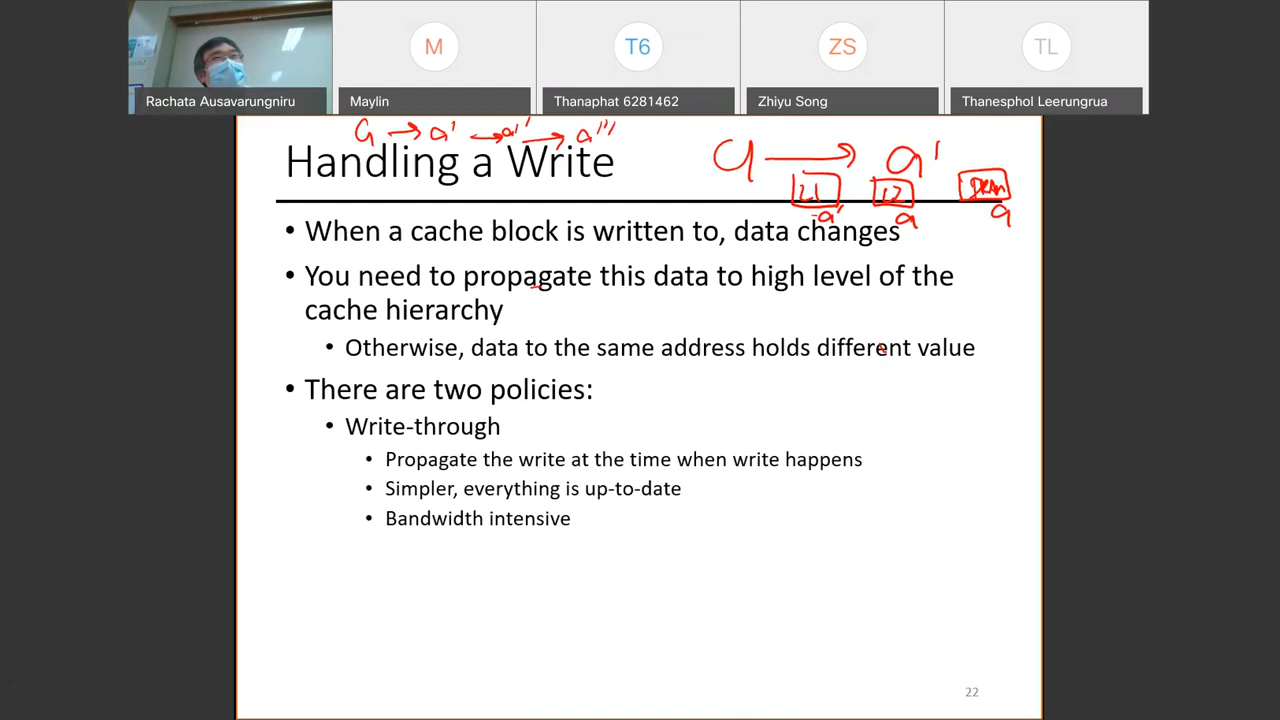 M
T6
ZS
TL
Rachata Ausavarungniru
Maylin
Thanaphat 6281462
Zhiyu Song
Thanesphol Leerungrua
a → a' → a'' → a'''
Handling a Write
a → a'
L1
L2
DRAM
a'
a
a
• When a cache block is written to, data changes
• You need to propagate this data to high level of the
cache hierarchy
• Otherwise, data to the same address holds different value
• There are two policies:
• Write-through
• Propagate the write at the time when write happens
• Simpler, everything is up-to-date
• Bandwidth intensive
22